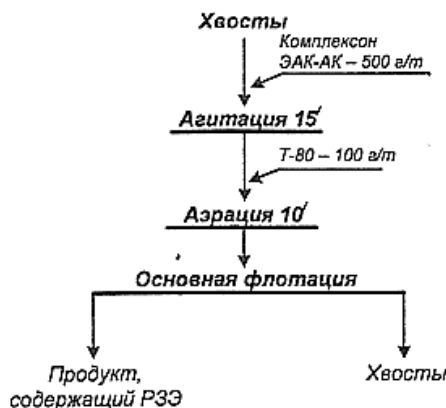 Хвосты
Комплексон
ЭАК-АК – 500 г/т
Агитация 15′
Т-80 – 100 г/т
Аэрация 10′
Основная флотация
Продукт,
содержащий РЗЭ
Хвосты